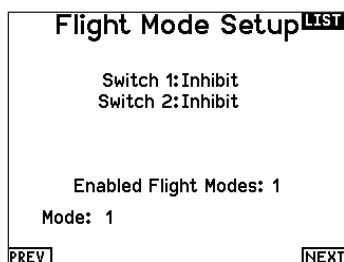 Flight Mode Setup
LIST
Switch 1: Inhibit
Switch 2: Inhibit
Enabled Flight Modes: 1
Mode: 1
PREV
NEXT